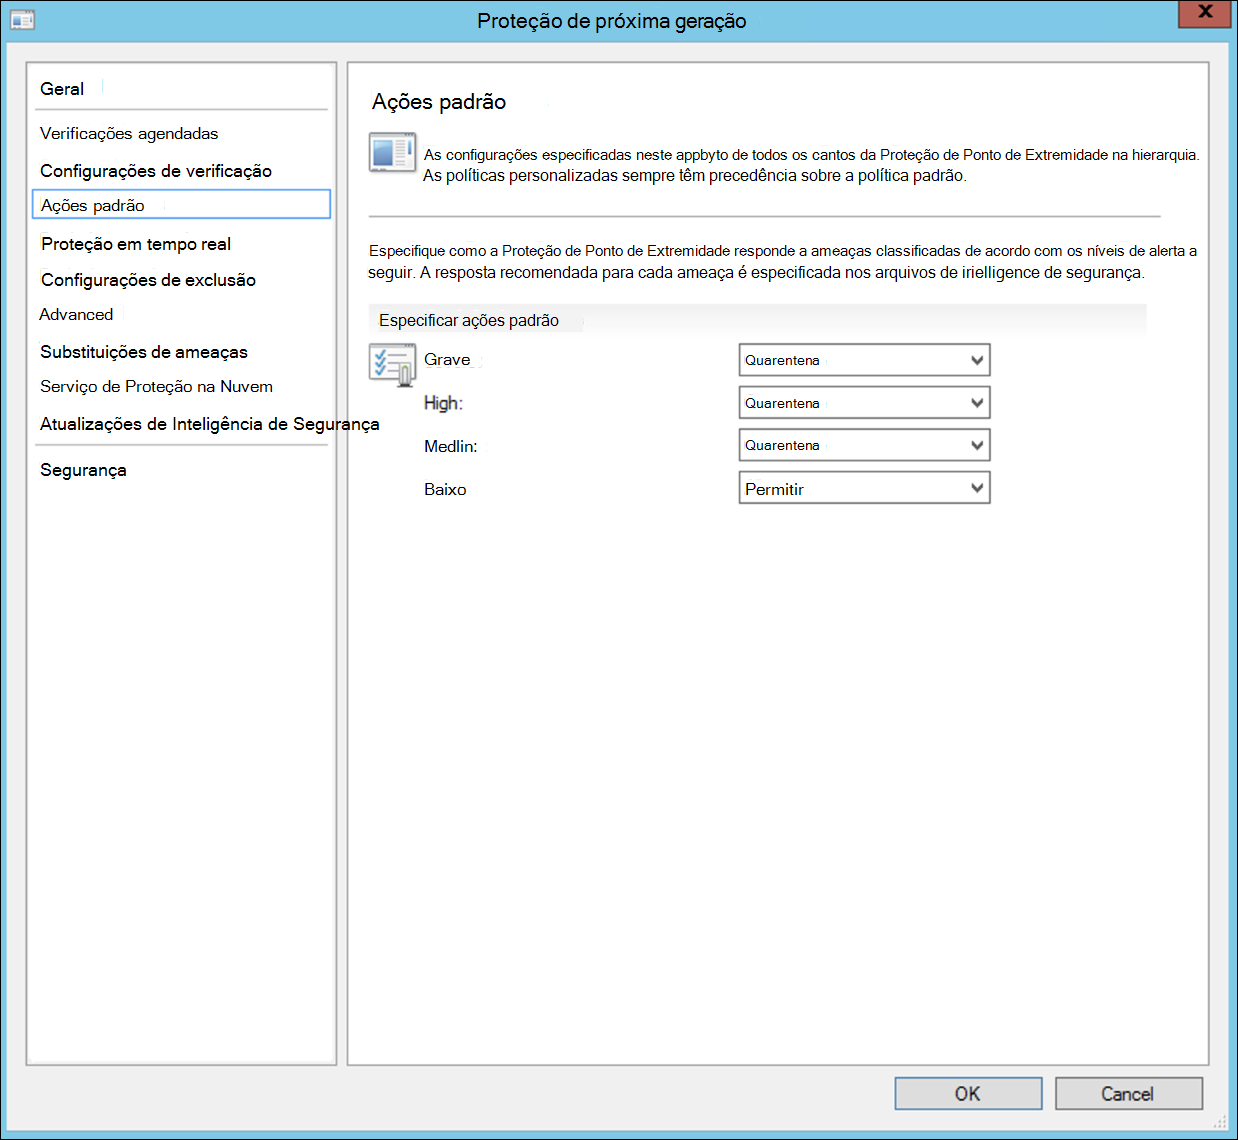 Proteção de próxima geração
X
Geral
Verificações agendadas
Configurações de verificação
Ações padrão
Proteção em tempo real
Configurações de exclusão
Advanced
Substituições de ameaças
Serviço de Proteção na Nuvem
Atualizações de Inteligência de Segurança
Segurança
Ações padrão
As configurações especificadas neste appbyto de todos os cantos da Proteção de Ponto de Extremidade na hierarquia.
As políticas personalizadas sempre têm precedência sobre a política padrão.
Especifique como a Proteção de Ponto de Extremidade responde a ameaças classificadas de acordo com os níveis de alerta a
seguir. A resposta recomendada para cada ameaça é especificada nos arquivos de irielligence de segurança.
Especificar ações padrão
Grave Quarentena
High: Quarentena
Medlin: Quarentena
Baixo Permitir
OK Cancel